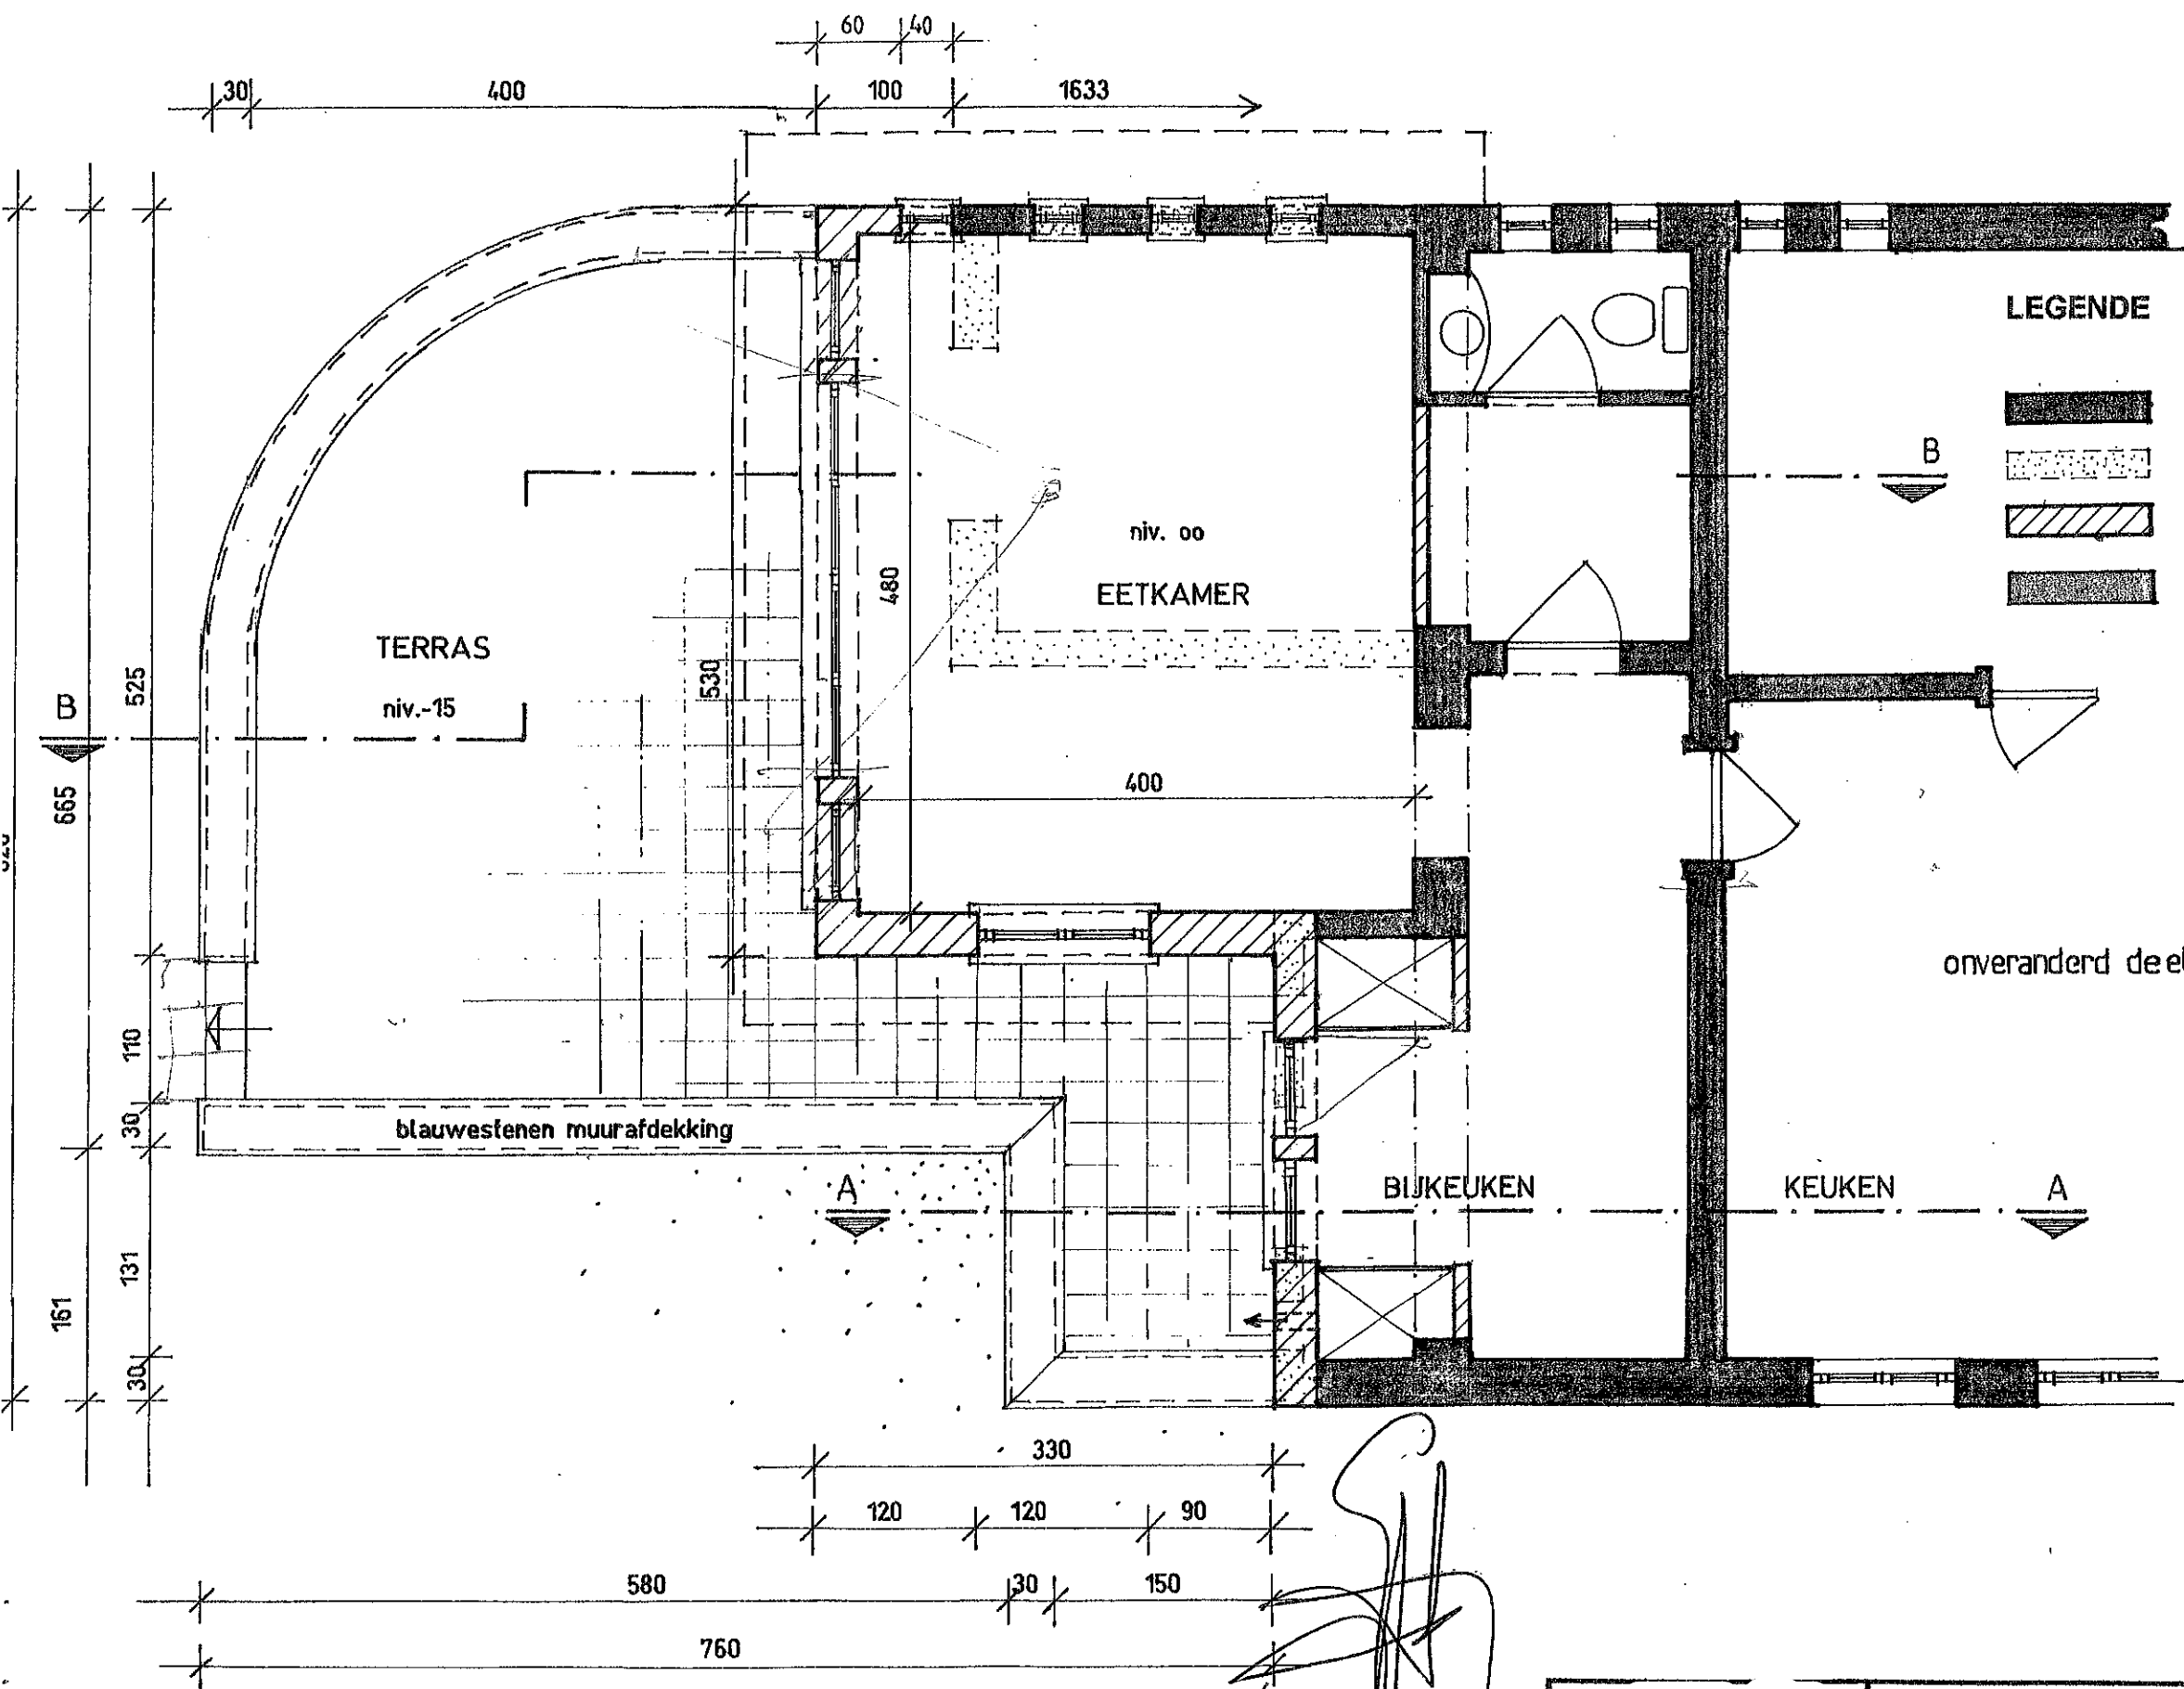 60 40
30 400 100 1633
LEGENDE
B
niv. oo
EETKAMER
480
TERRAS
530
niv.-15
B
525
665
400
onveranderd dee
110
30
blauwestenen muurafdekking
A
BIJKEUKEN
KEUKEN
A
131
161
30
330
120 120 90
580 30 150
760